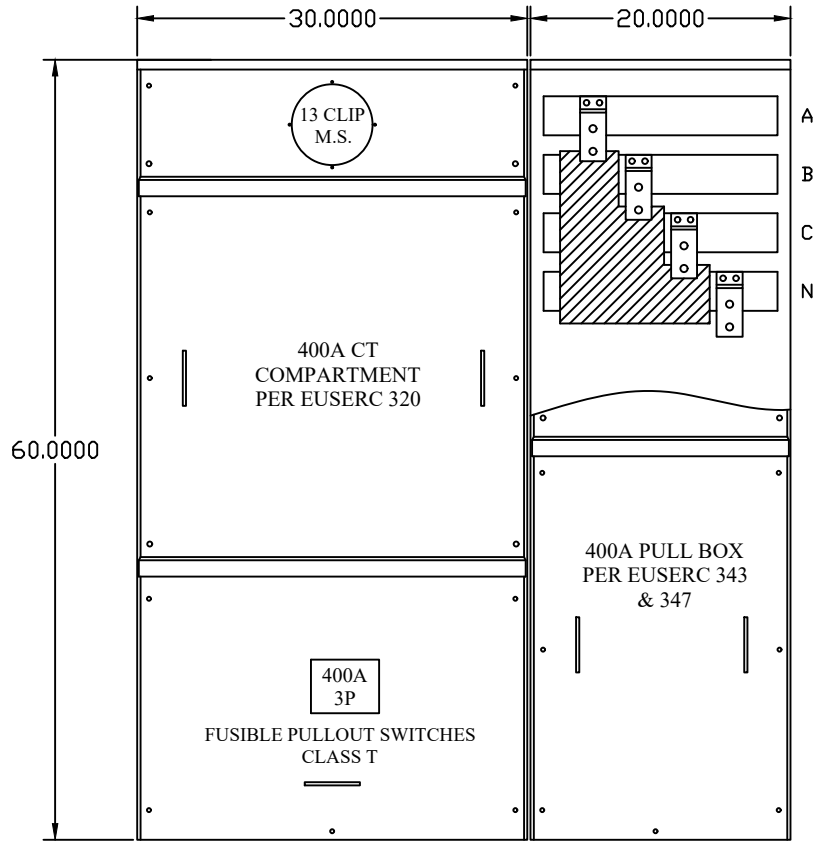 30.0000
20.0000
13 CLIP
M.S.
A
B
C
N
400A CT
COMPARTMENT
PER EUSERC 320
60.0000
400A PULL BOX
PER EUSERC 343
& 347
400A
3P
FUSIBLE PULLOUT SWITCHES
CLASS T